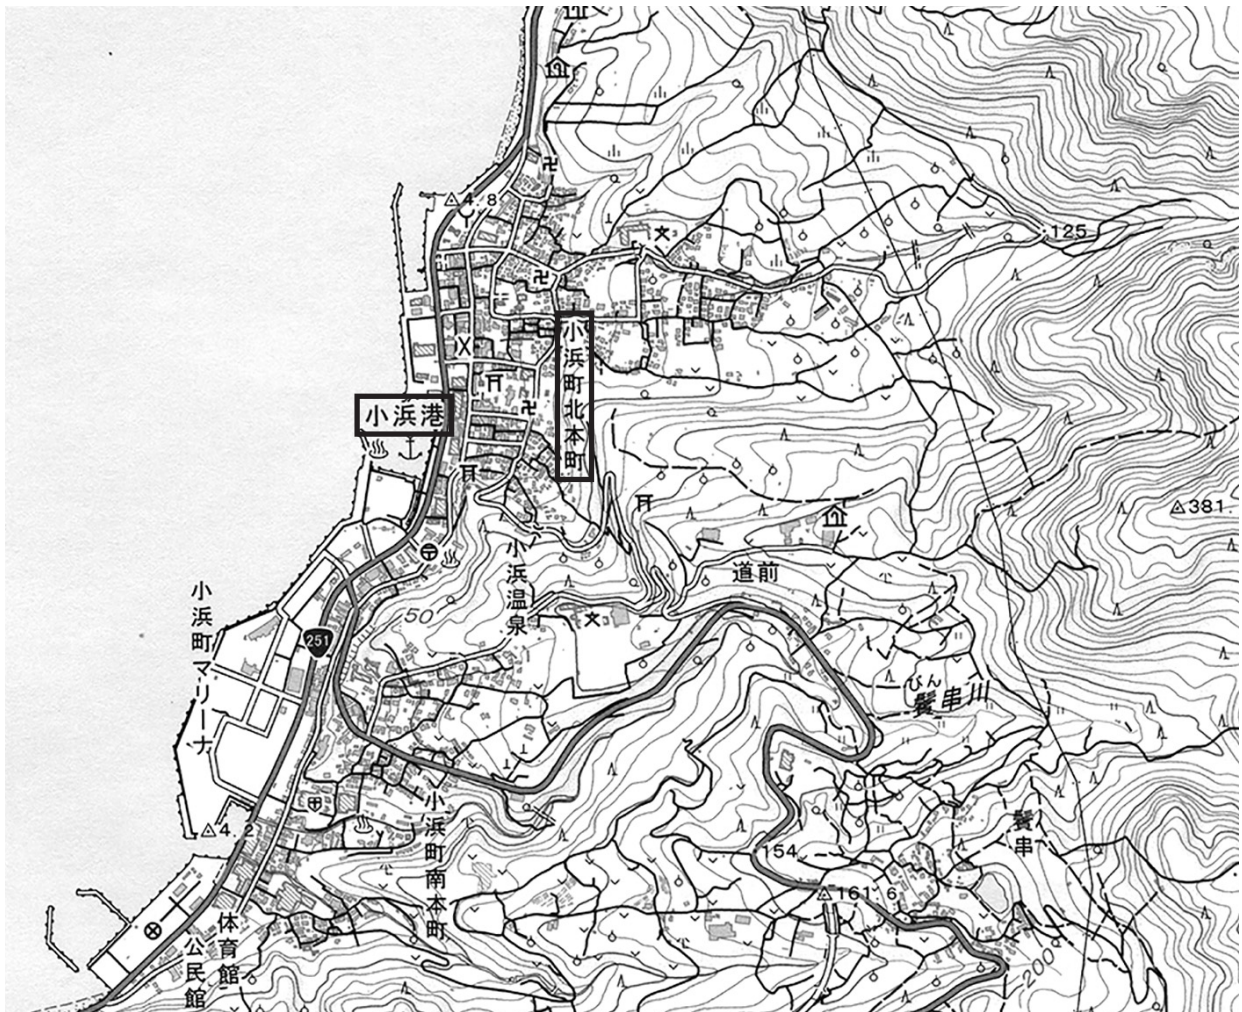 4.8
125
小浜町北本町
小浜港
381.
小浜温泉
道前
50
小浜町マリーナ
251
びん
鬢串川
小浜町南本町
4.2
鬢串
154
161.6
体育館
公民館
200